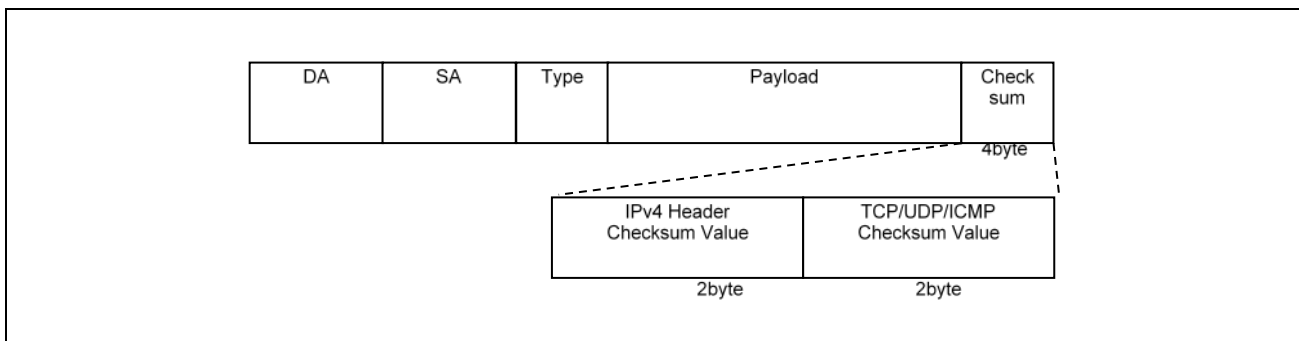 DA SA Type Payload Check
sum
4byte
IPv4 Header TCP/UDP/ICMP
Checksum Value Checksum Value
2byte 2byte